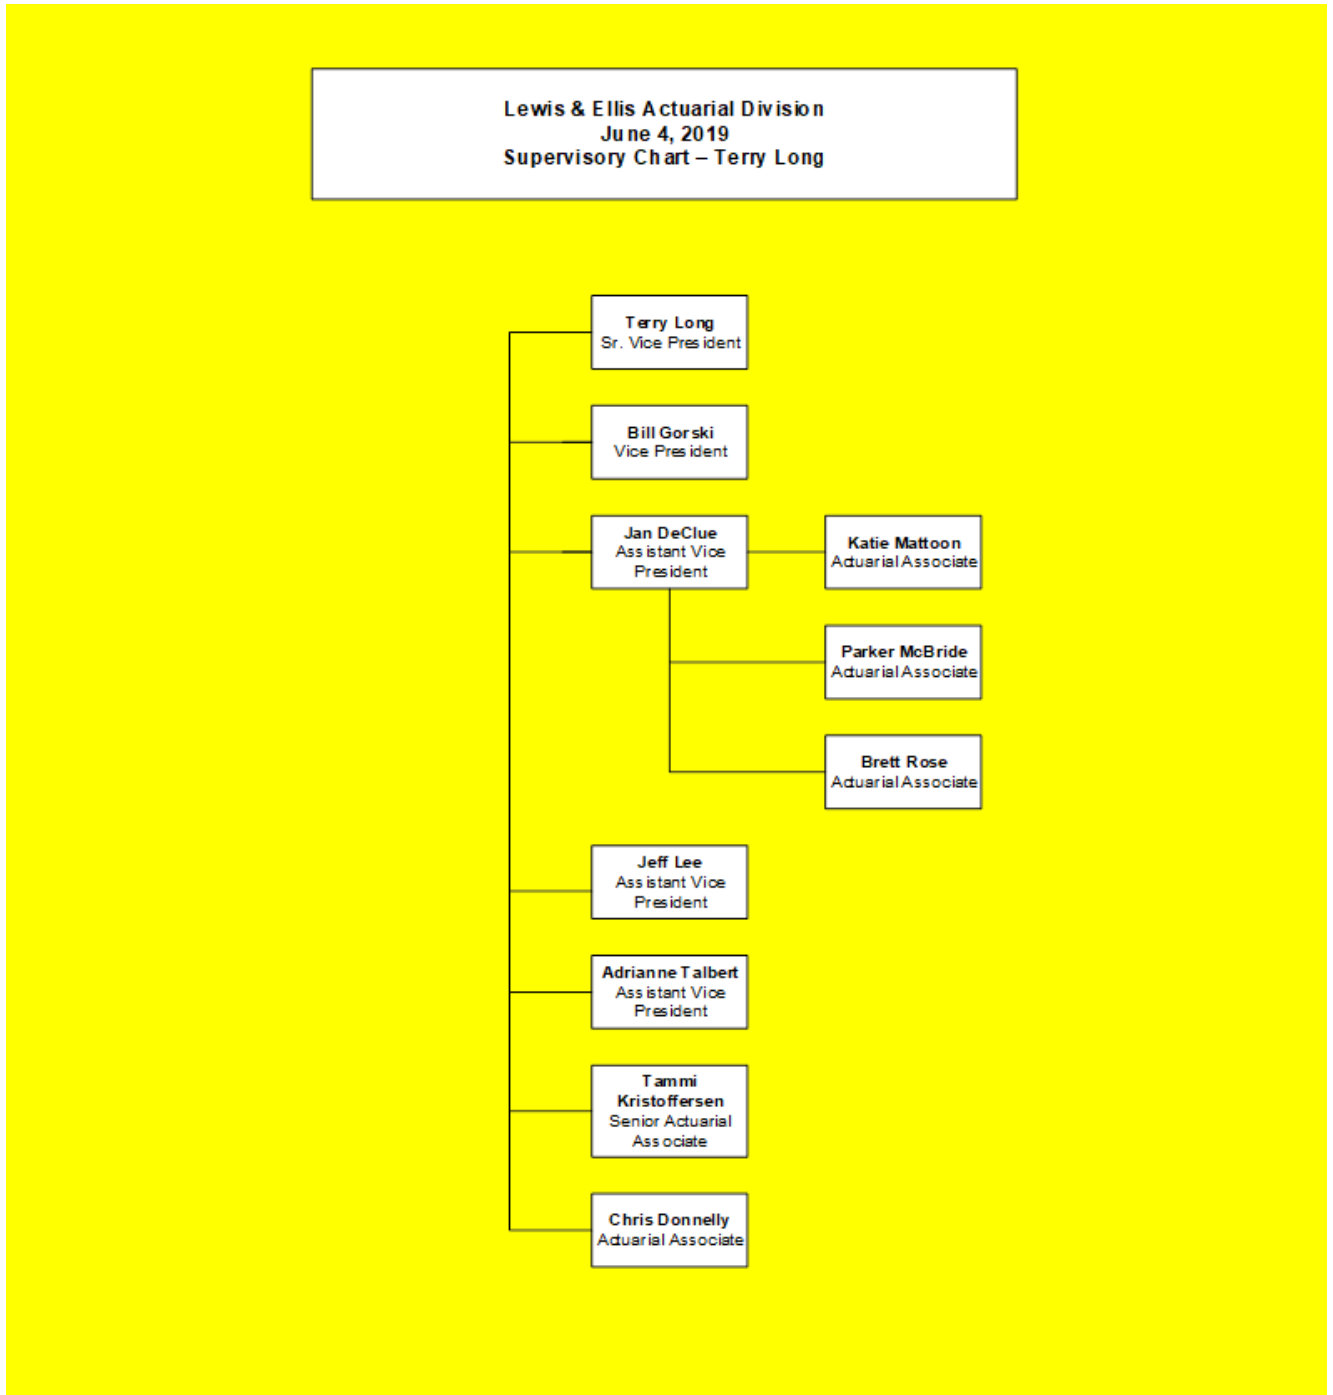 Lewis & Ellis Actuarial Division
June 4, 2019
Supervisory Chart – Terry Long
Terry Long
Sr. Vice President
Bill Gorski
Vice President
Jan DeClue
Assistant Vice
President
Katie Mattoon
Actuarial Associate
Parker McBride
Actuarial Associate
Brett Rose
Actuarial Associate
Jeff Lee
Assistant Vice
President
Adrianne Talbert
Assistant Vice
President
Tammi
Kristoffersen
Senior Actuarial
Associate
Chris Donnelly
Actuarial Associate